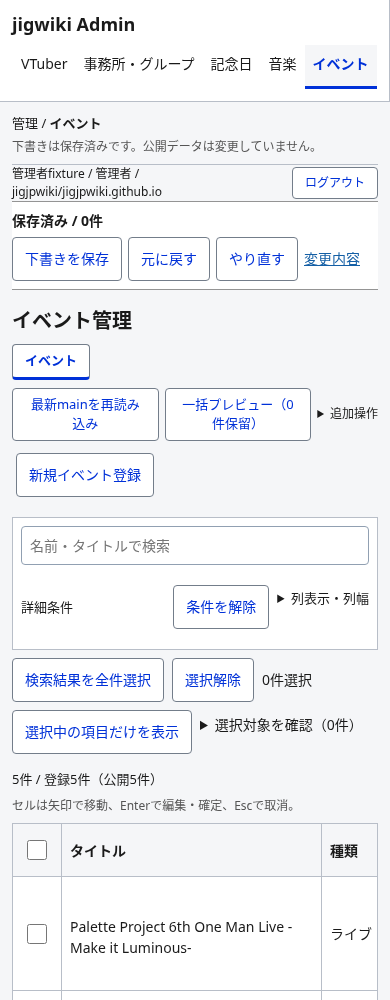 jigwiki Admin
VTuber 事務所・グループ 記念日 音楽 イベント
管理 / イベント
下書きは保存済みです。公開データは変更していません。
管理者fixture / 管理者 /
jigjpwiki/jigjpwiki.github.io
ログアウト
保存済み / 0件
下書きを保存 元に戻す やり直す 変更内容
イベント管理
イベント
最新mainを再読み
込み
一括プレビュー（0
件保留）
▶ 追加操作
新規イベント登録
名前・タイトルで検索
詳細条件 条件を解除 ▶ 列表示・列幅
検索結果を全件選択 選択解除 0件選択
選択中の項目だけを表示 ▶ 選択対象を確認（0件）
5件 / 登録5件（公開5件）
セルは矢印で移動、Enterで編集・確定、Escで取消。
タイトル 種類
Palette Project 6th One Man Live -
Make it Luminous-
ライブ